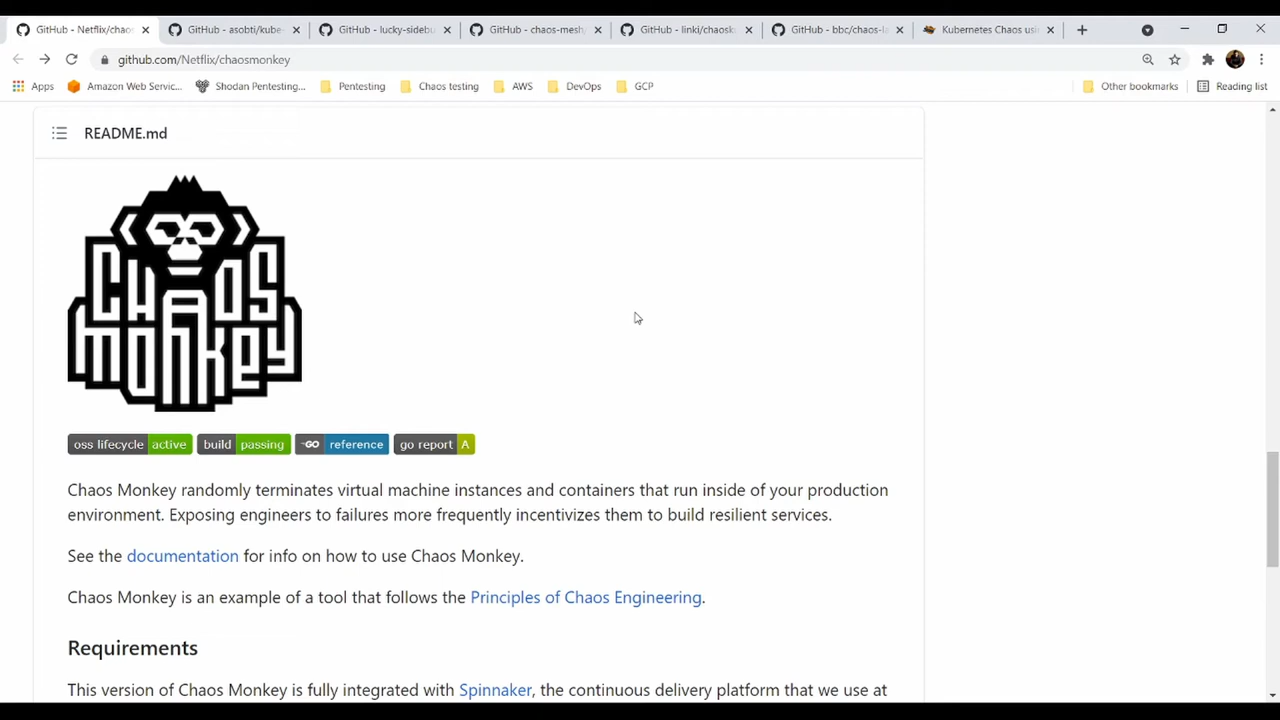 GitHub - Netflix/chaos
GitHub - asobti/kube-
GitHub - lucky-sidebu
GitHub - chaos-mesh/
GitHub - linki/chaosku
GitHub - bbc/chaos-la
Kubernetes Chaos usin
github.com/Netflix/chaosmonkey
Apps
Amazon Web Servic...
Shodan Pentesting...
Pentesting
Chaos testing
AWS
DevOps
GCP
Other bookmarks
Reading list
README.md
CHAOS
monkey
oss lifecycle active
build passing
GO reference
go report A
Chaos Monkey randomly terminates virtual machine instances and containers that run inside of your production
environment. Exposing engineers to failures more frequently incentivizes them to build resilient services.
See the documentation for info on how to use Chaos Monkey.
Chaos Monkey is an example of a tool that follows the Principles of Chaos Engineering.
Requirements
This version of Chaos Monkey is fully integrated with Spinnaker, the continuous delivery platform that we use at